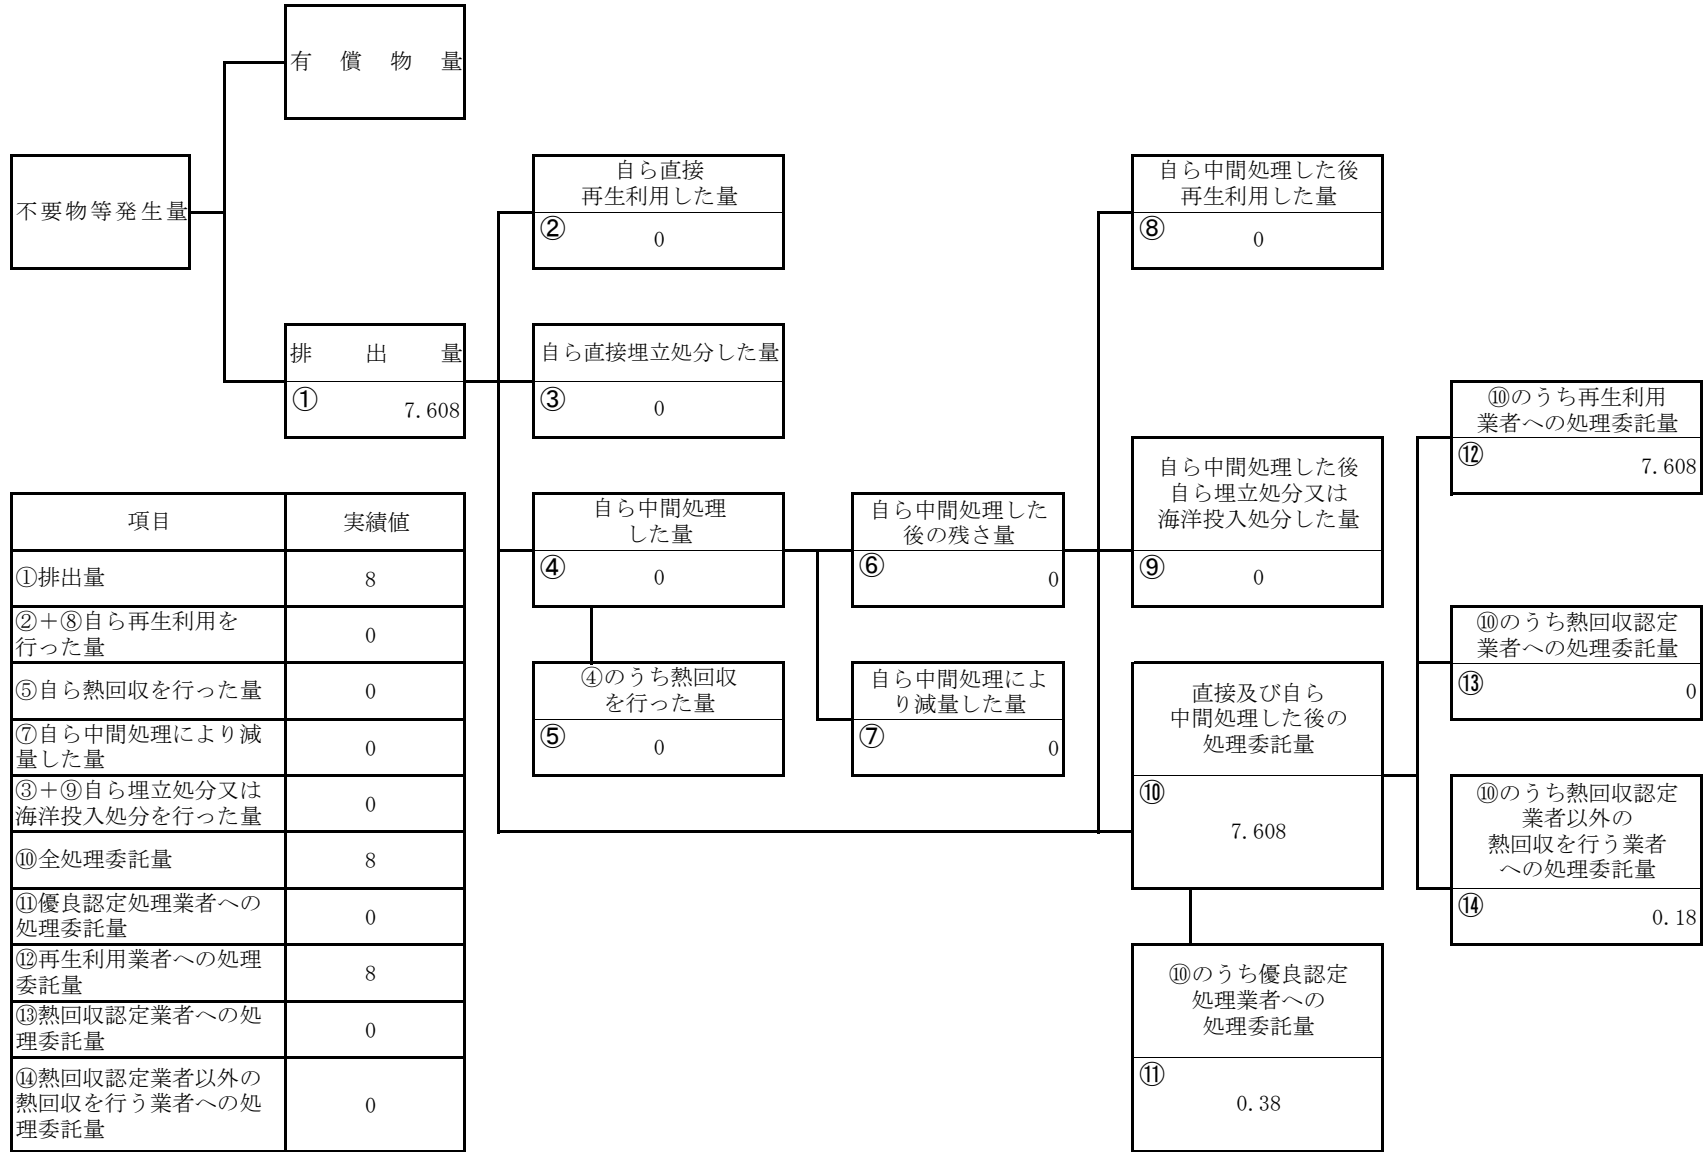 有償物量
不要物等発生量
排出量
①
7.608
自ら直接
再生利用した量
②
0
自ら直接埋立処分した量
③
0
自ら中間処理
した量
④
0
④のうち熱回収
を行った量
⑤
0
自ら中間処理した
後の残さ量
⑥
0
自ら中間処理によ
り減量した量
⑦
0
自ら中間処理した後
再生利用した量
⑧
0
自ら中間処理した後
自ら埋立処分又は
海洋投入処分した量
⑨
0
直接及び自ら
中間処理した後の
処理委託量
⑩
7.608
⑩のうち優良認定
処理業者への
処理委託量
⑪
0.38
⑩のうち再生利用
業者への処理委託量
⑫
7.608
⑩のうち熱回収認定
業者への処理委託量
⑬
0
⑩のうち熱回収認定
業者以外の
熱回収を行う業者
への処理委託量
⑭
0.18
項目 実績値
①排出量 8
②＋⑧自ら再生利用を
行った量 0
⑤自ら熱回収を行った量 0
⑦自ら中間処理により減
量した量 0
③＋⑨自ら埋立処分又は
海洋投入処分を行った量 0
⑩全処理委託量 8
⑪優良認定処理業者への
処理委託量 0
⑫再生利用業者への処理
委託量 8
⑬熱回収認定業者への処
理委託量 0
⑭熱回収認定業者以外の
熱回収を行う業者への処 0
理委託量